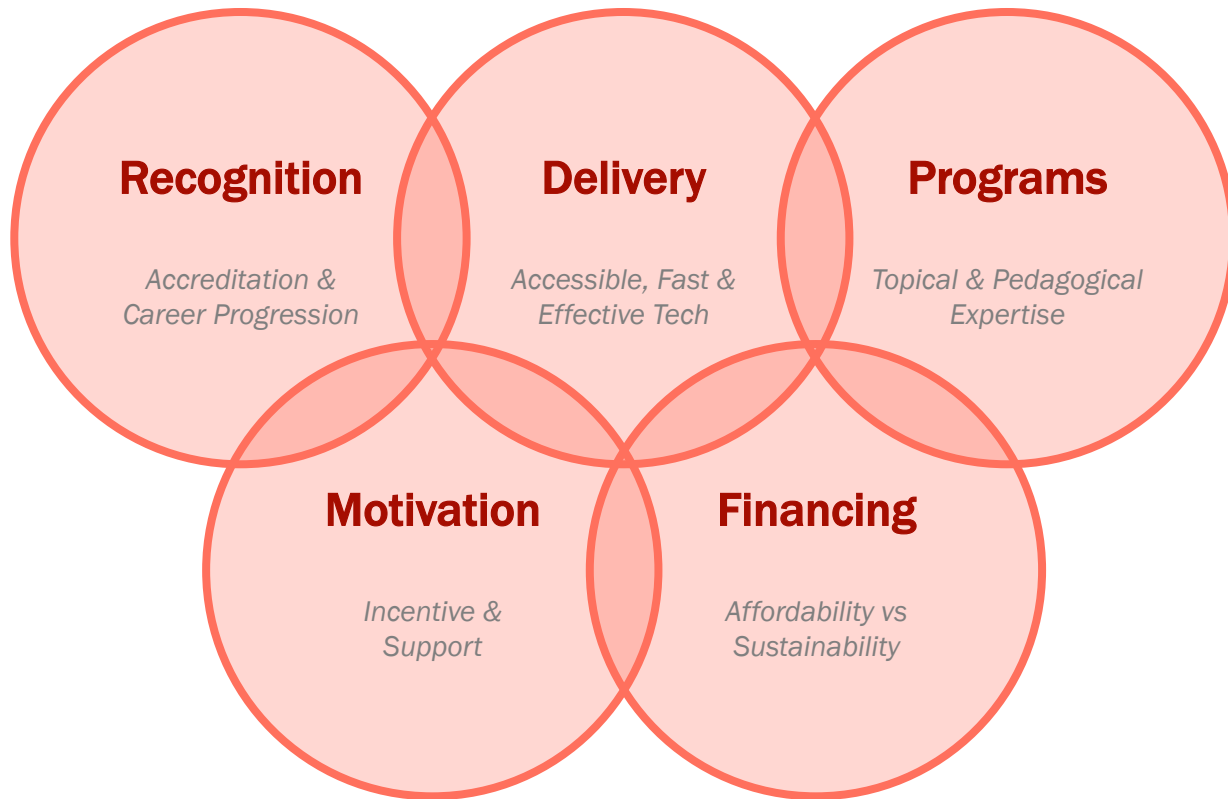 Recognition
Accreditation &
Career Progression
Delivery
Accessible, Fast &
Effective Tech
Programs
Topical & Pedagogical
Expertise
Motivation
Incentive &
Support
Financing
Affordability vs
Sustainability